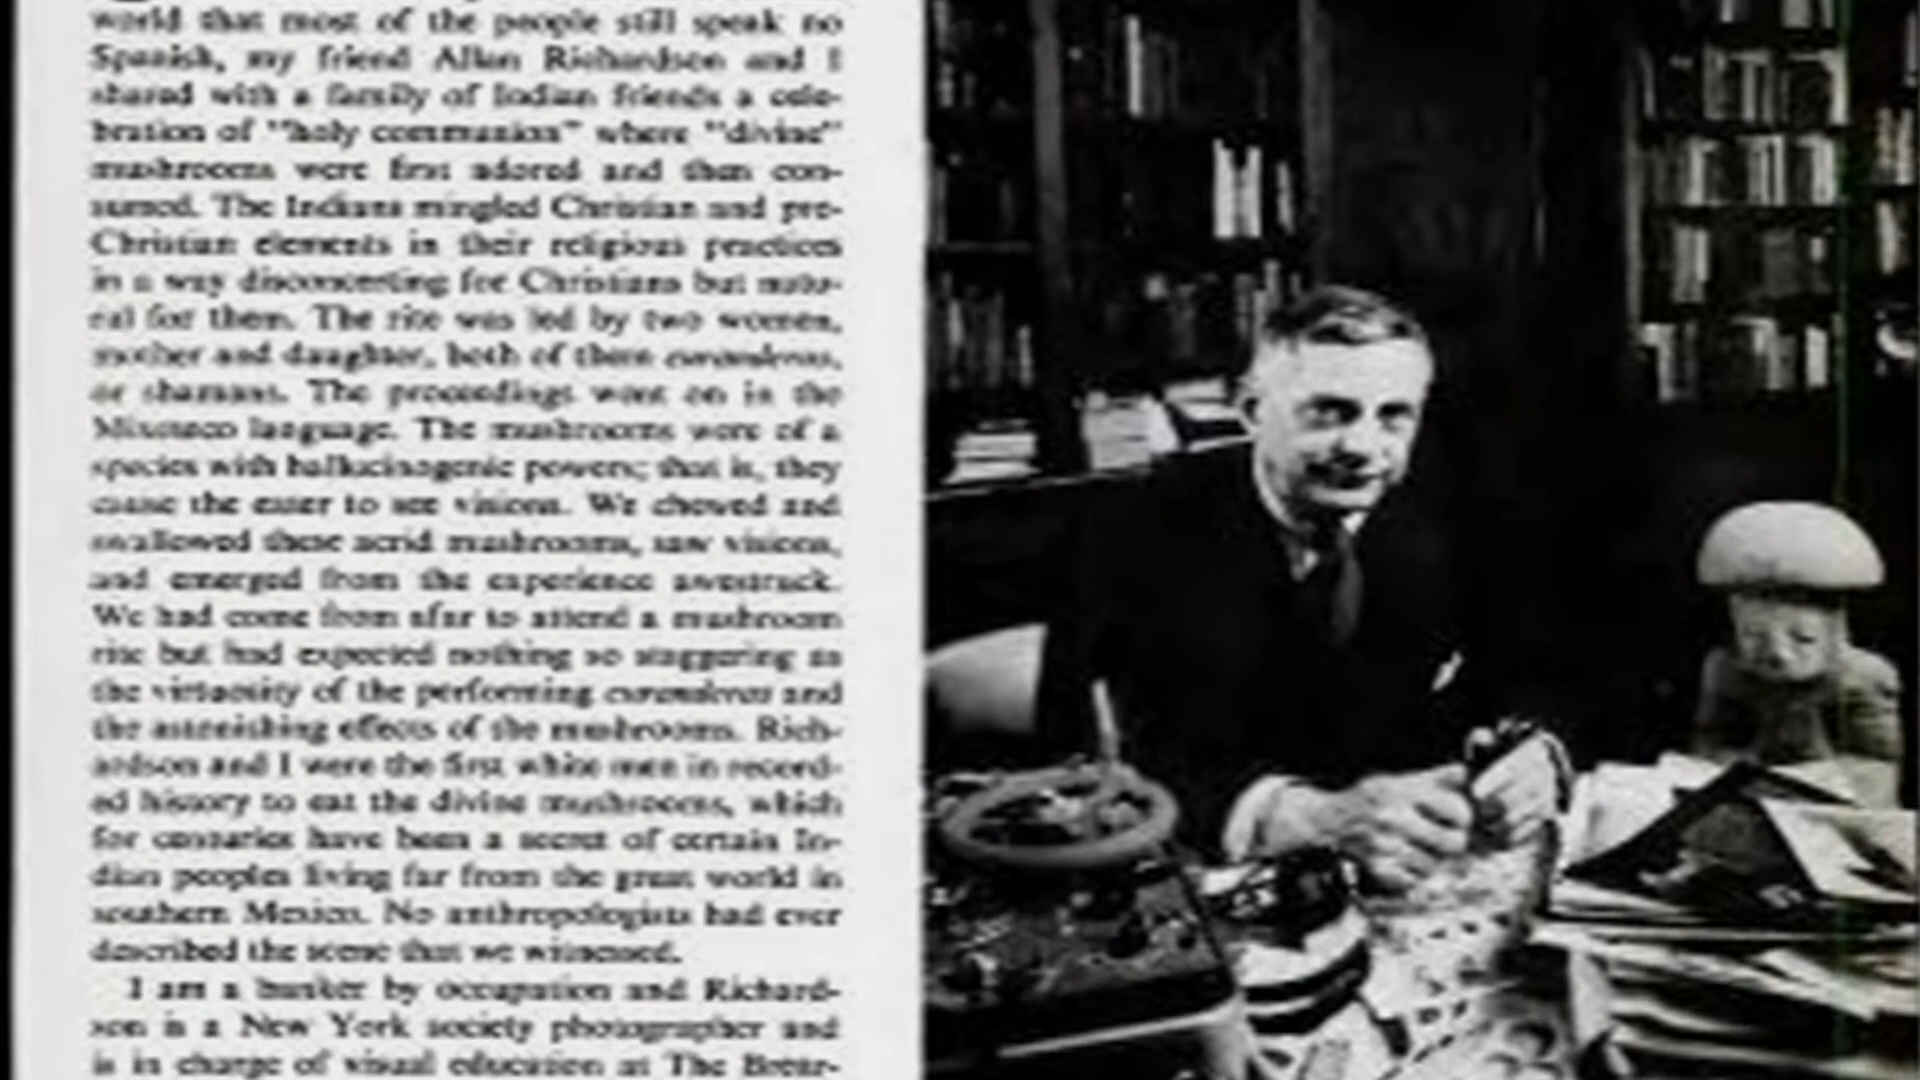 world that most of the people still speak no
Spanish, my friend Allan Richardson and I
shared with a family of Indian friends a cele-
bration of "holy communion" where "divine"
mushrooms were first adored and then con-
sumed. The Indians mingled Christian and pre-
Christian elements in their religious practices
in a way disconcerting for Christians but natu-
ral for them. The rite was led by two women,
mother and daughter, both of them curanderas,
or shamans. The proceedings went on in the
Mixeteco language. The mushrooms were of a
species with hallucinogenic powers; that is, they
cause the eater to see visions. We chewed and
swallowed these acrid mushrooms, saw visions,
and emerged from the experience awestruck.
We had come from afar to attend a mushroom
rite but had expected nothing so staggering as
the virtuosity of the performing curanderas and
the astonishing effects of the mushrooms. Rich-
ardson and I were the first white men in record-
ed history to eat the divine mushrooms, which
for centuries have been a secret of certain In-
dian peoples living far from the great world in
southern Mexico. No anthropologists had ever
described the scene that we witnessed.
I am a banker by occupation and Richard-
son is a New York society photographer and
is in charge of visual education at The Brear-